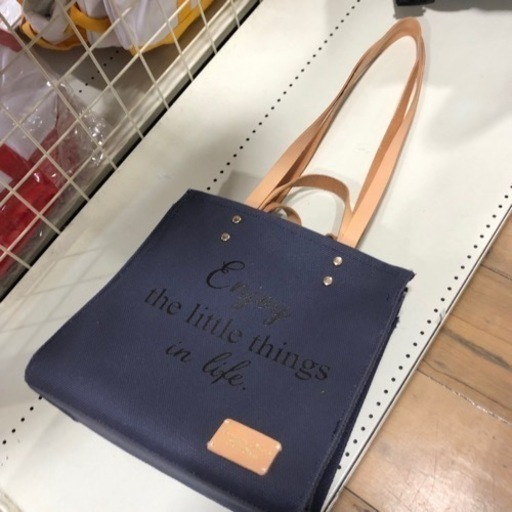 Enjoy
the little things
in life.